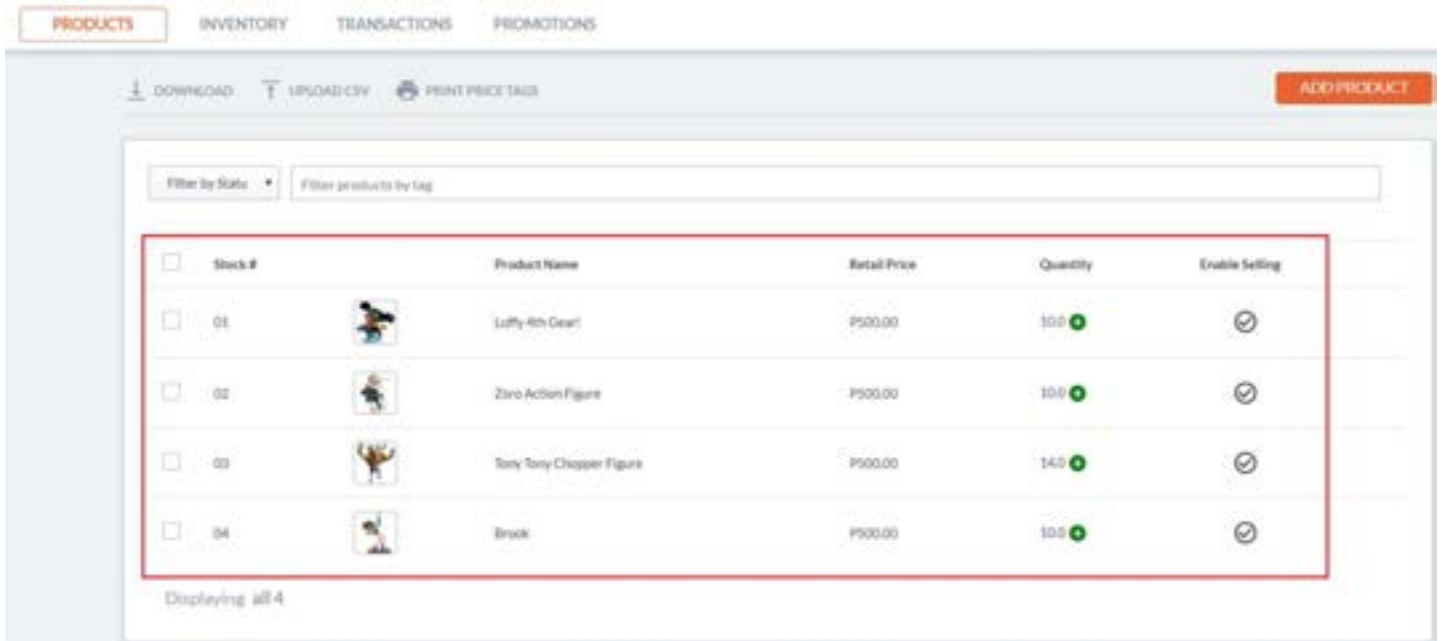 PRODUCTS INVENTORY TRANSACTIONS PROMOTIONS
DOWNLOAD UPLOAD CSV PRINT PRICE TAGS ADD PRODUCT
Filter by Statu Filter products by tag
Stock # Product Name Retail Price Quantity Enable Selling
01 Luffy 4th Gear! P500.00 10.0
02 Zoro Action Figure P500.00 10.0
03 Tony Tony Chopper Figure P500.00 14.0
04 Brook P500.00 10.0
Displaying all 4